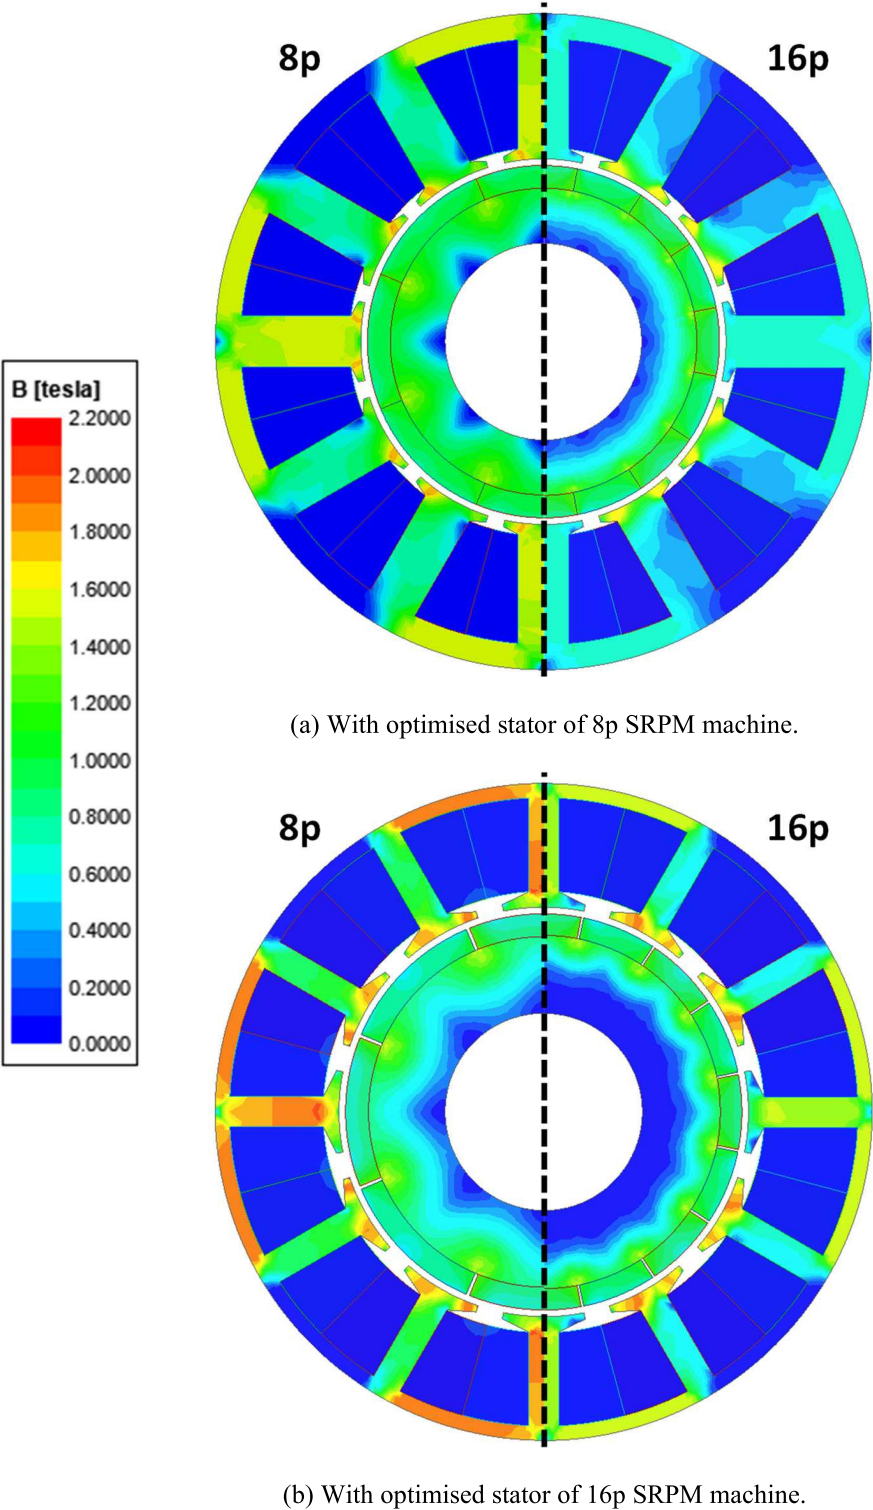 8p 16p
B [tesla]
2.2000
2.0000
1.8000
1.6000
1.4000
1.2000
1.0000
0.8000
0.6000
0.4000
0.2000
0.0000
(a) With optimised stator of 8p SRPM machine.
8p 16p
(b) With optimised stator of 16p SRPM machine.